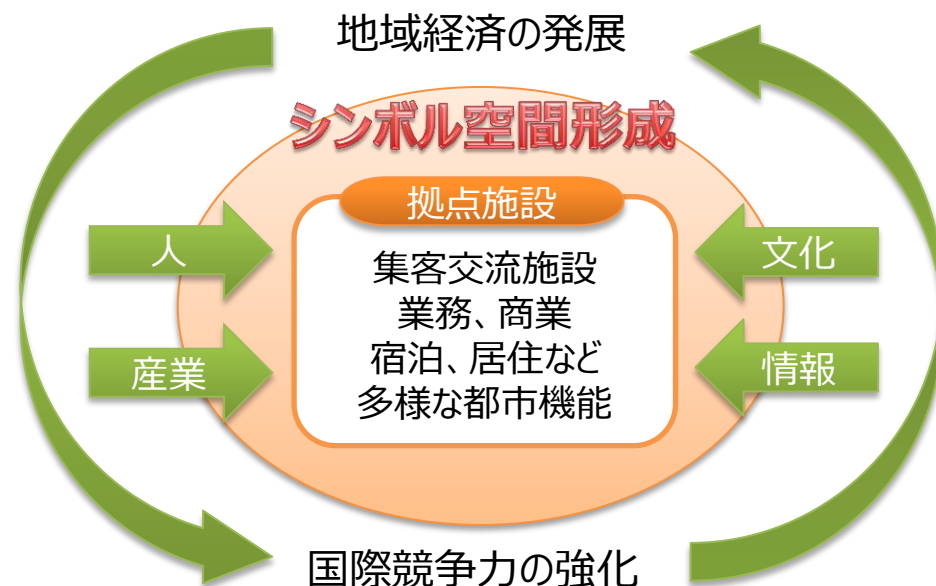 地域経済の発展
シンボル空間形成
拠点施設
人
文化
集客交流施設
業務、商業
宿泊、居住など
多様な都市機能
産業
情報
国際競争力の強化